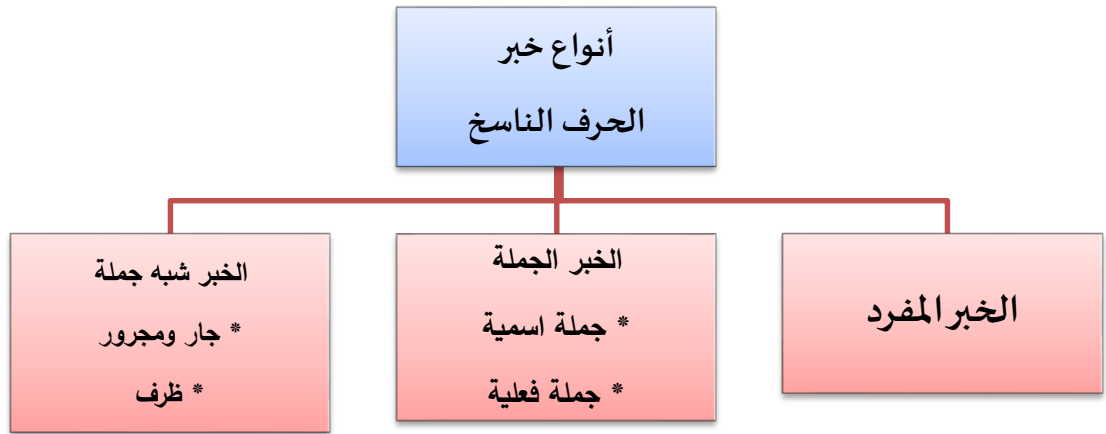 أنواع خبر
الحرف الناسخ
الخبر المفرد
الخبر الجملة
* جملة اسمية
* جملة فعلية
الخبر شبه جملة
* جار ومجرور
* ظرف